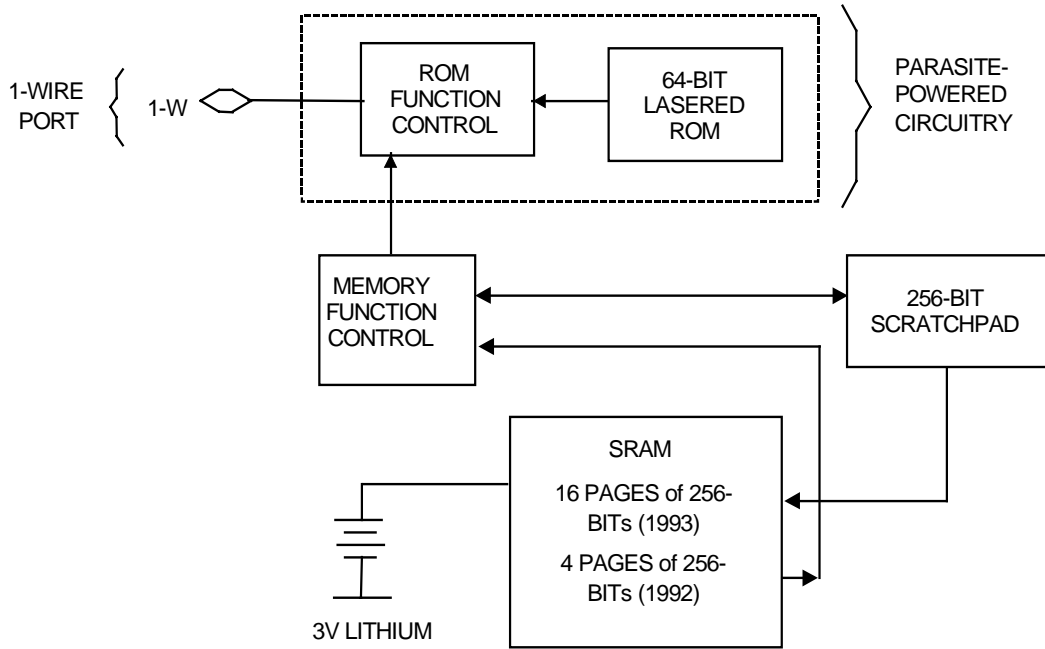 1-WIRE
PORT
1-W
ROM
FUNCTION
CONTROL
64-BIT
LASERED
ROM
PARASITE-
POWERED
CIRCUITRY
MEMORY
FUNCTION
CONTROL
256-BIT
SCRATCHPAD
SRAM
16 PAGES of 256-
BITs (1993)
4 PAGES of 256-
BITs (1992)
3V LITHIUM